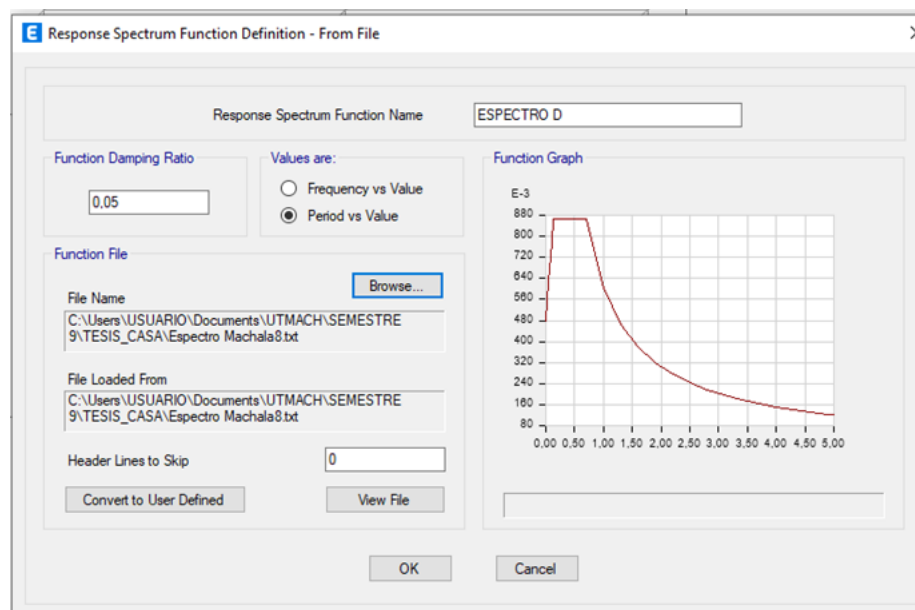 E Response Spectrum Function Definition - From File
Response Spectrum Function Name ESPECTRO D
Function Damping Ratio
0,05
Values are:
Frequency vs Value
Period vs Value
Function File
Browse...
File Name
C:\Users\USUARIO\Documents\UTMACH\SEMESTRE
9\TESIS_CASA\Espectro Machala8.txt
File Loaded From
C:\Users\USUARIO\Documents\UTMACH\SEMESTRE
9\TESIS_CASA\Espectro Machala8.txt
Header Lines to Skip 0
Convert to User Defined View File
Function Graph
E-3
880
800
720
640
560
480
400
320
240
160
80
0,00 0,50 1,00 1,50 2,00 2,50 3,00 3,50 4,00 4,50 5,00
OK Cancel